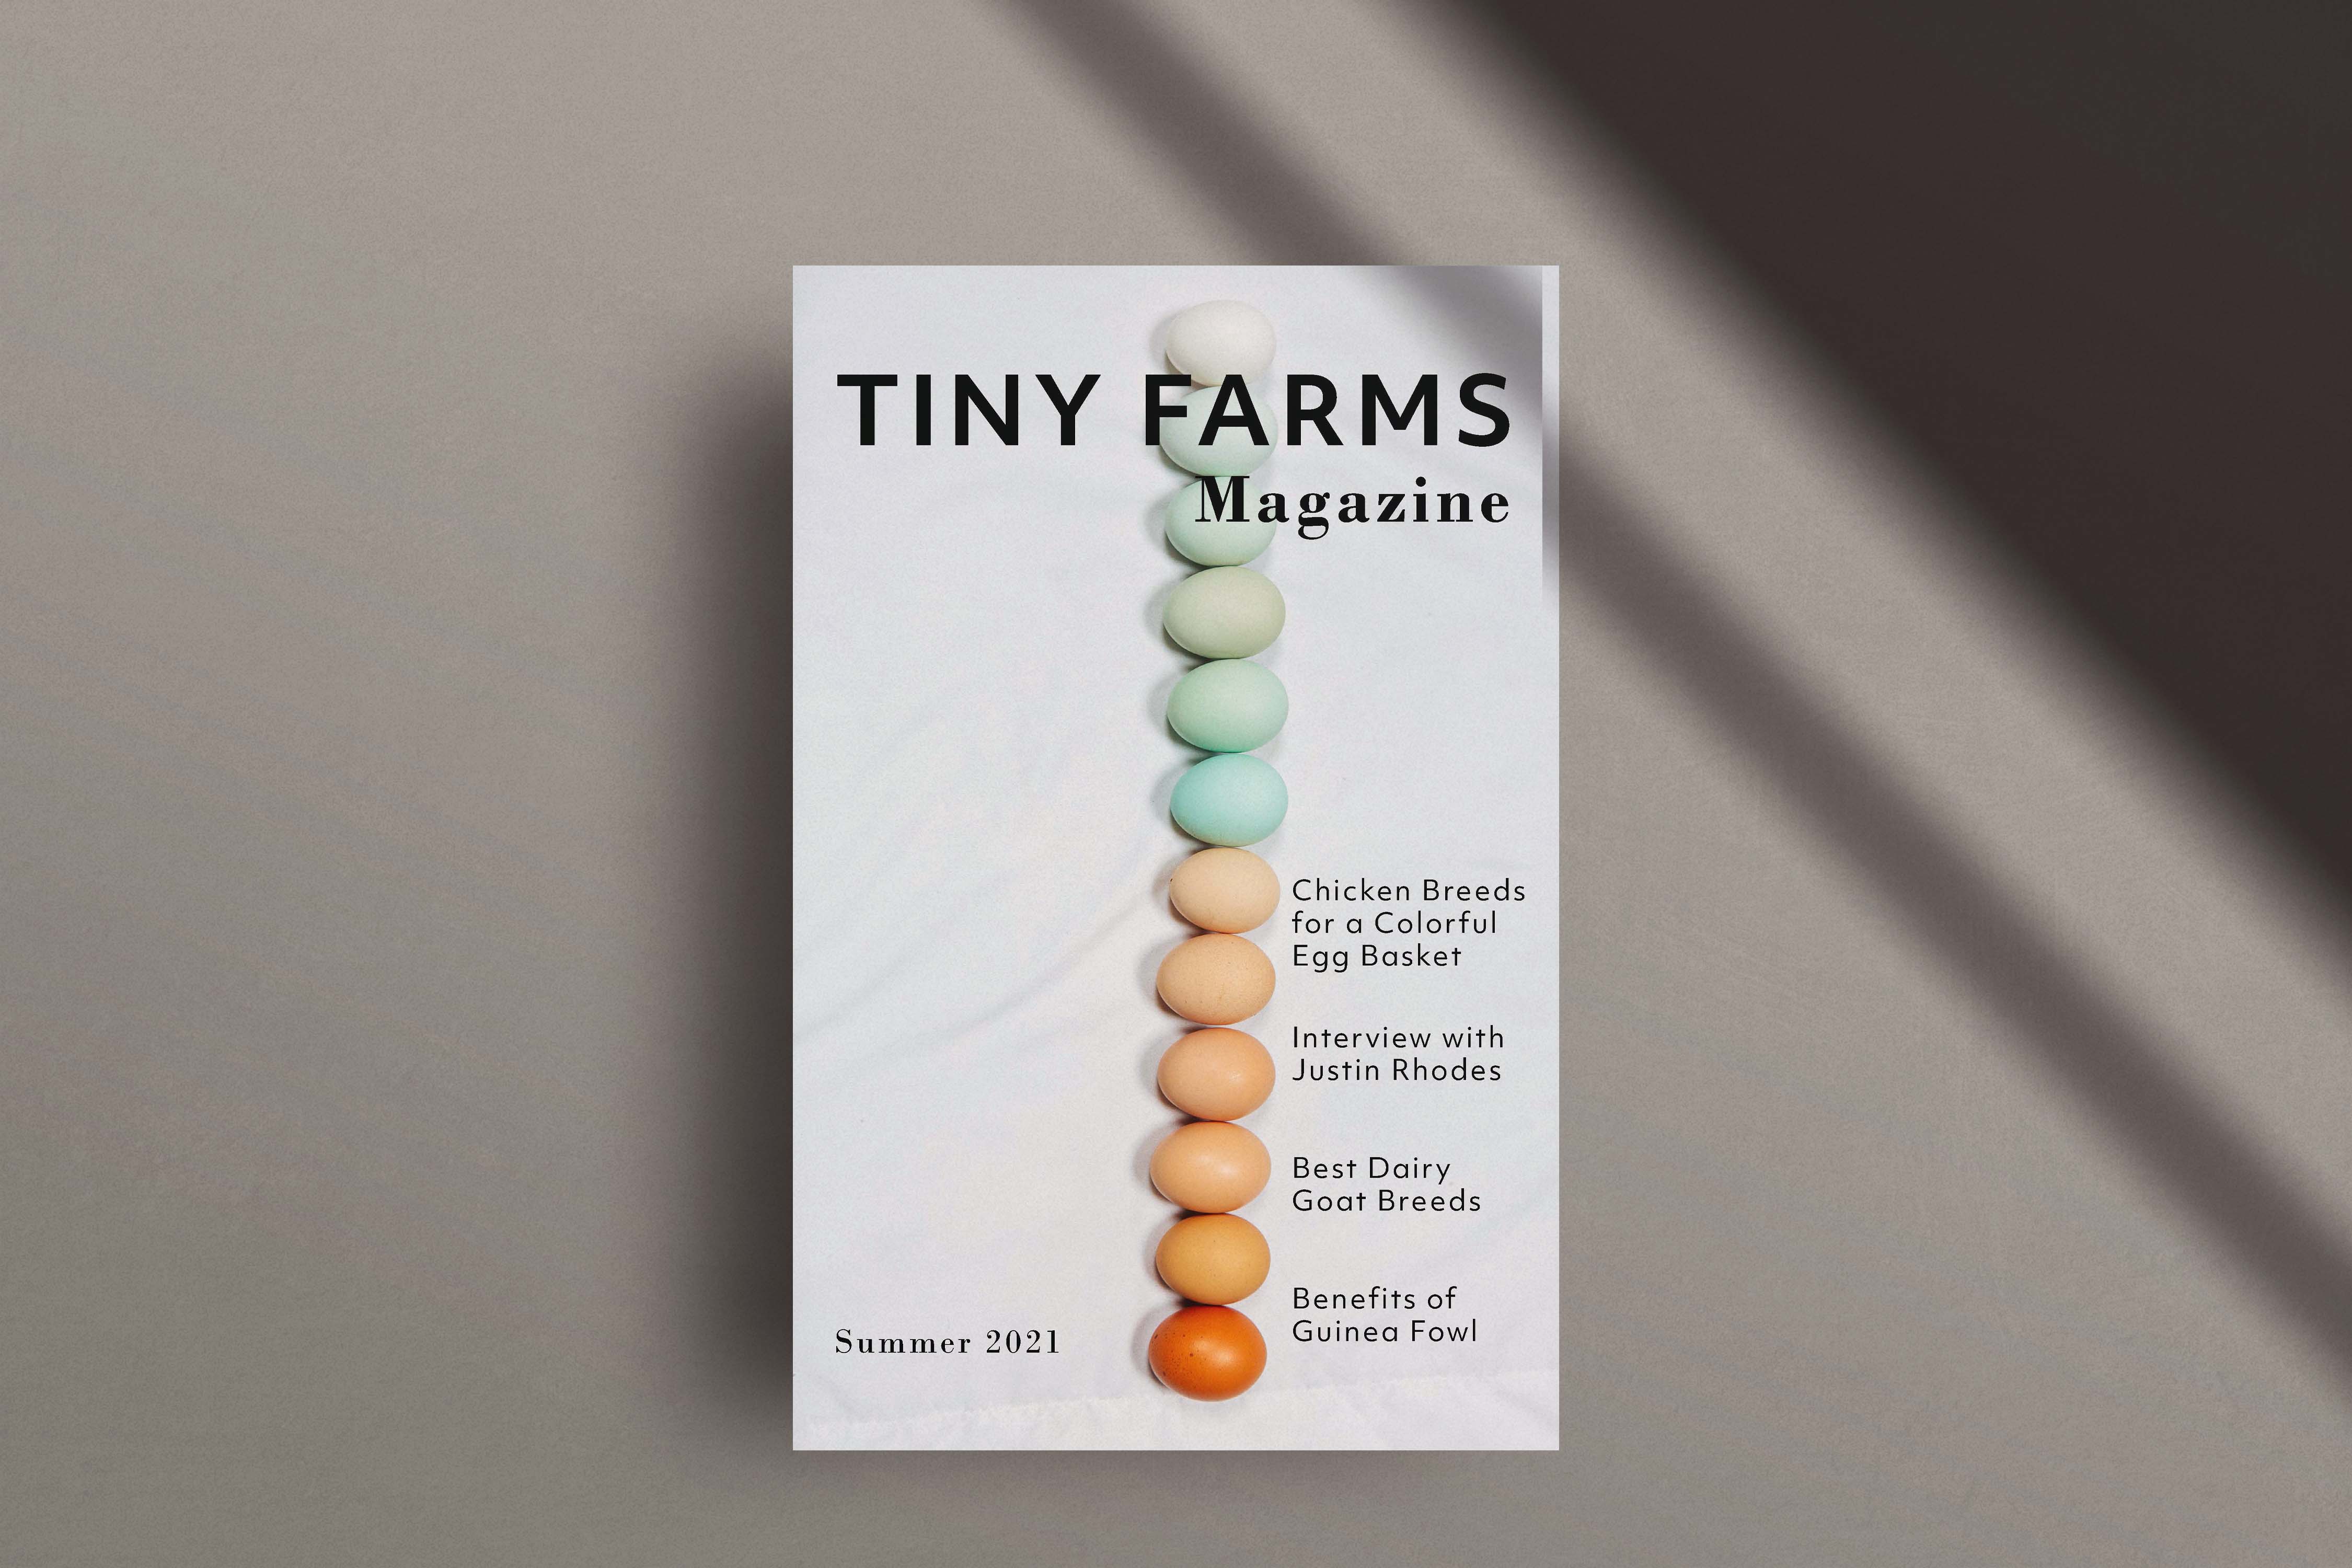 TINY FARMS
Magazine
Chicken Breeds
for a Colorful
Egg Basket
Interview with
Justin Rhodes
Best Dairy
Goat Breeds
Benefits of
Guinea Fowl
Summer 2021